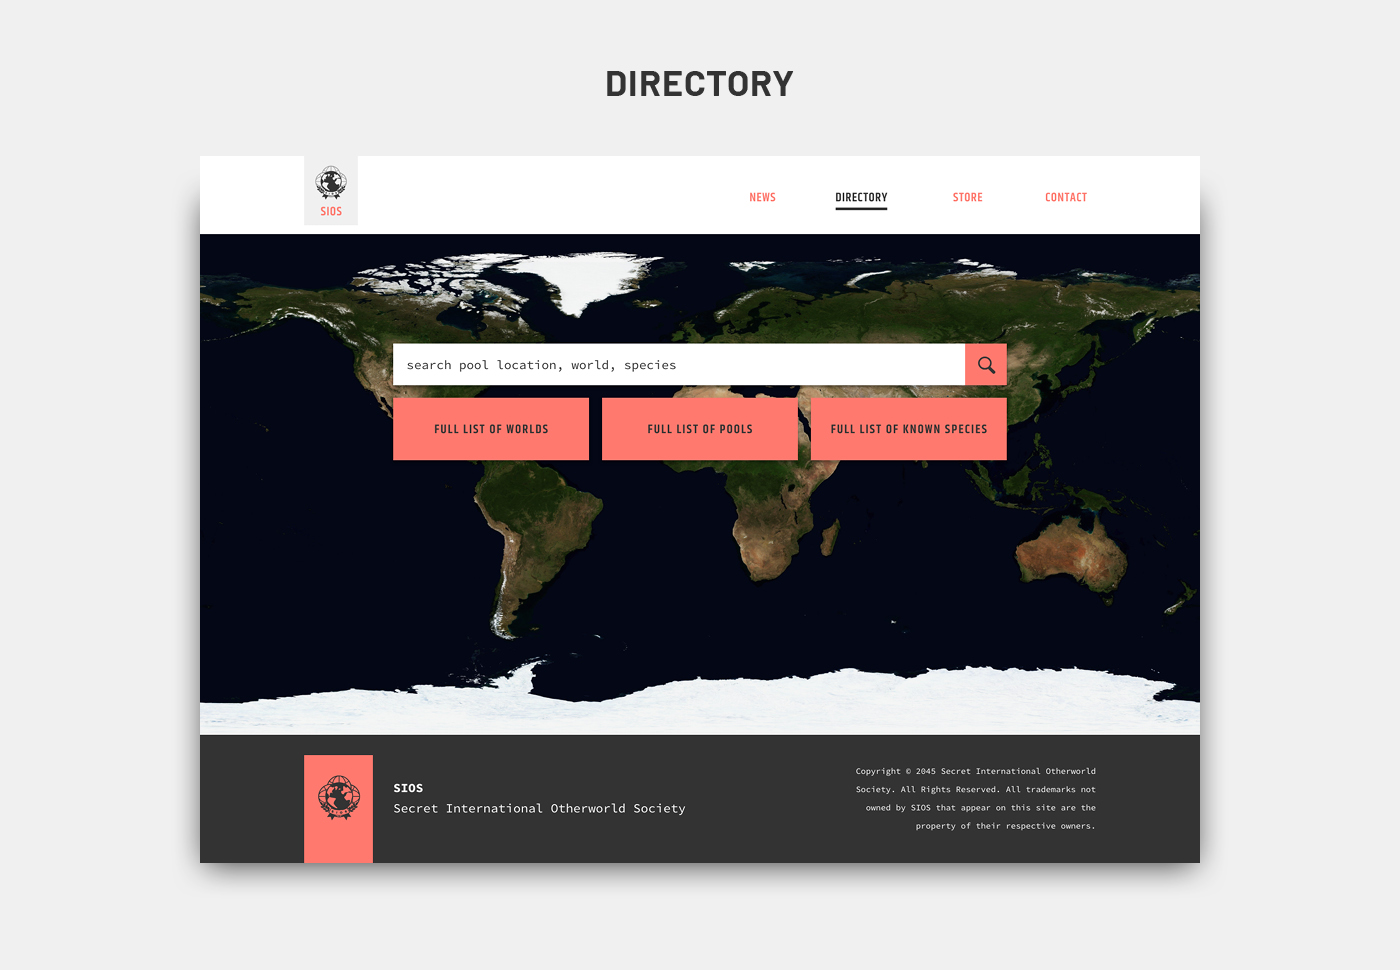 DIRECTORY
SIOS
NEWS
DIRECTORY
STORE
CONTACT
search pool location, world, species
FULL LIST OF WORLDS
FULL LIST OF POOLS
FULL LIST OF KNOWN SPECIES
SIOS
Secret International Otherworld Society
Copyright © 2045 Secret International Otherworld
Society. All Rights Reserved. All trademarks not
owned by SIOS that appear on this site are the
property of their respective owners.